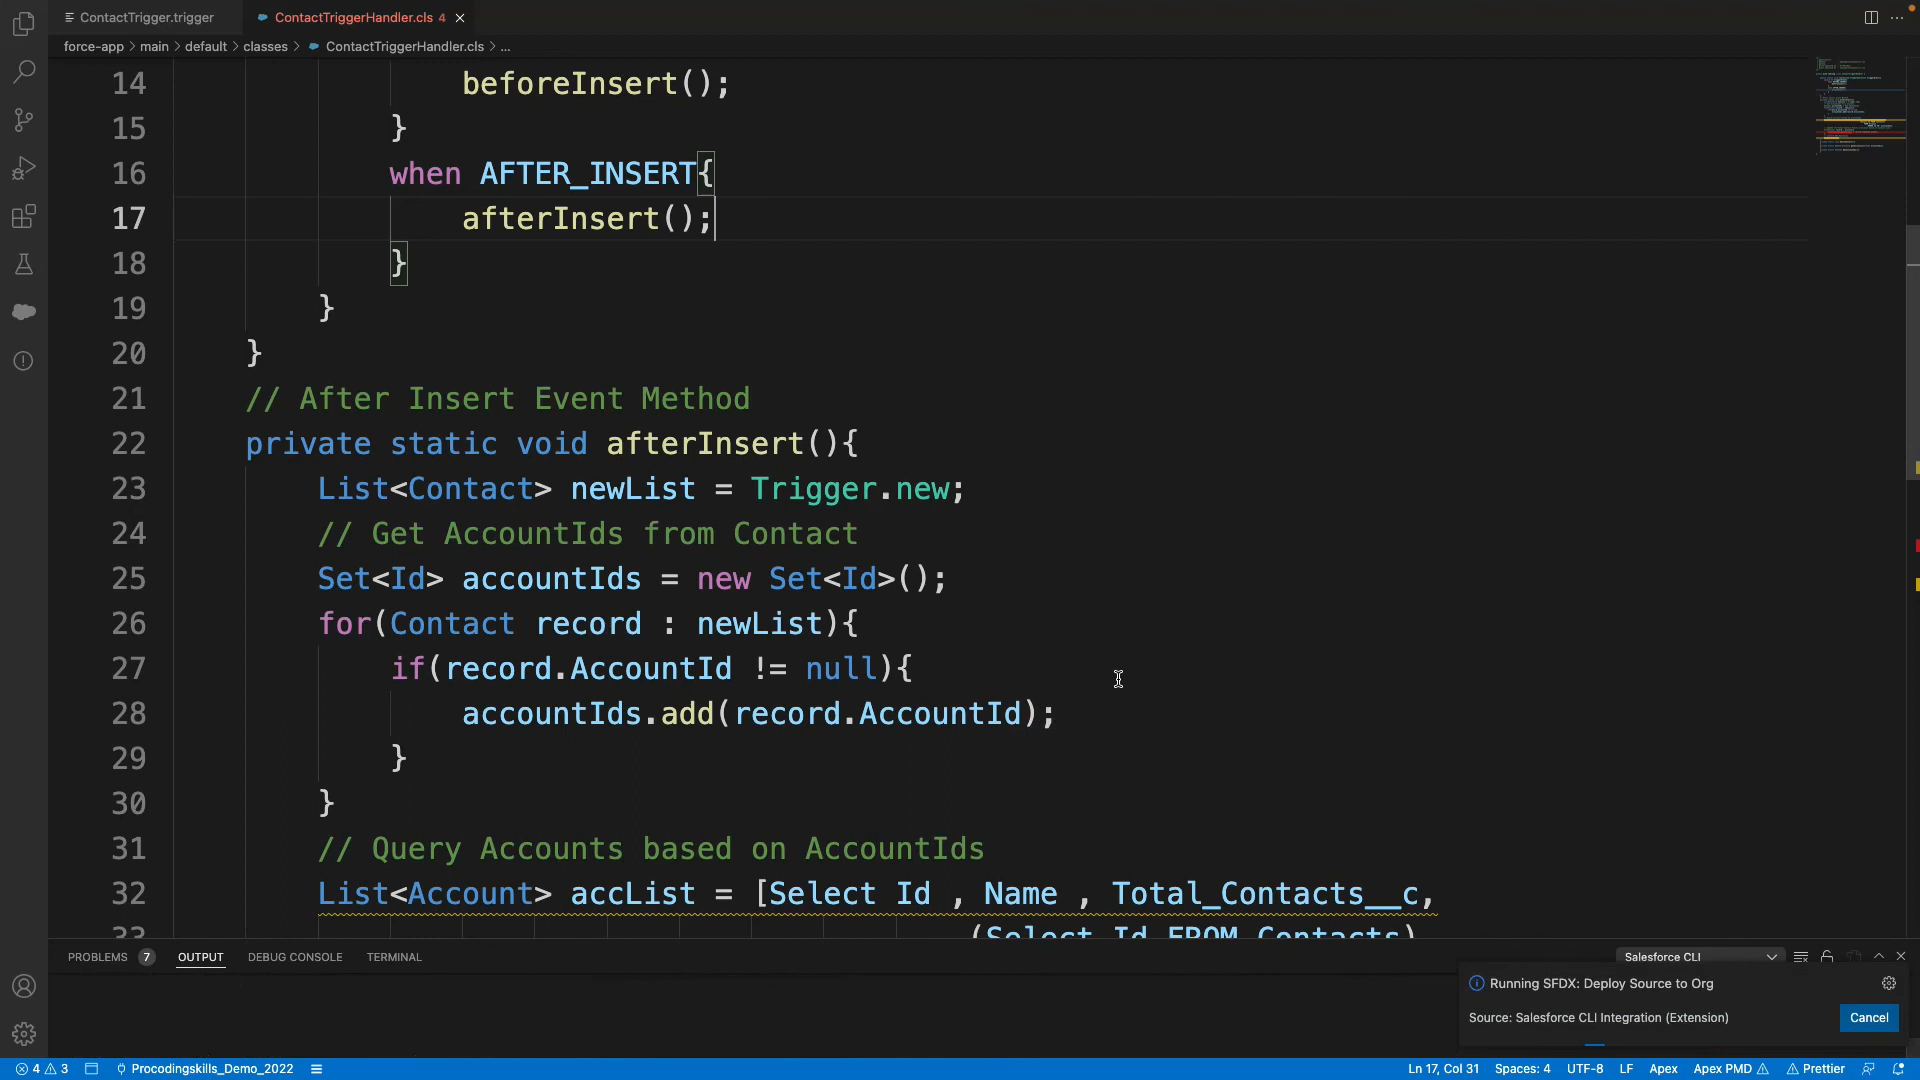 ContactTrigger.trigger
ContactTriggerHandler.cls 4
force-app > main > default > classes > ContactTriggerHandler.cls > ...
14 beforeInsert();
15 }
16 when AFTER_INSERT{
17 afterInsert();
18 }
19 }
20 }
21 // After Insert Event Method
22 private static void afterInsert(){
23 List<Contact> newList = Trigger.new;
24 // Get AccountIds from Contact
25 Set<Id> accountIds = new Set<Id>();
26 for(Contact record : newList){
27 if(record.AccountId != null){
28 accountIds.add(record.AccountId);
29 }
30 }
31 // Query Accounts based on AccountIds
32 List<Account> accList = [Select Id , Name , Total_Contacts__c,
33 (Select Id FROM Contacts)
PROBLEMS 7 OUTPUT DEBUG CONSOLE TERMINAL
Salesforce CLI
Running SFDX: Deploy Source to Org
Source: Salesforce CLI Integration (Extension)
Cancel
4 3 Procodingskills_Demo_2022
Ln 17, Col 31 Spaces: 4 UTF-8 LF Apex Apex PMD Prettier